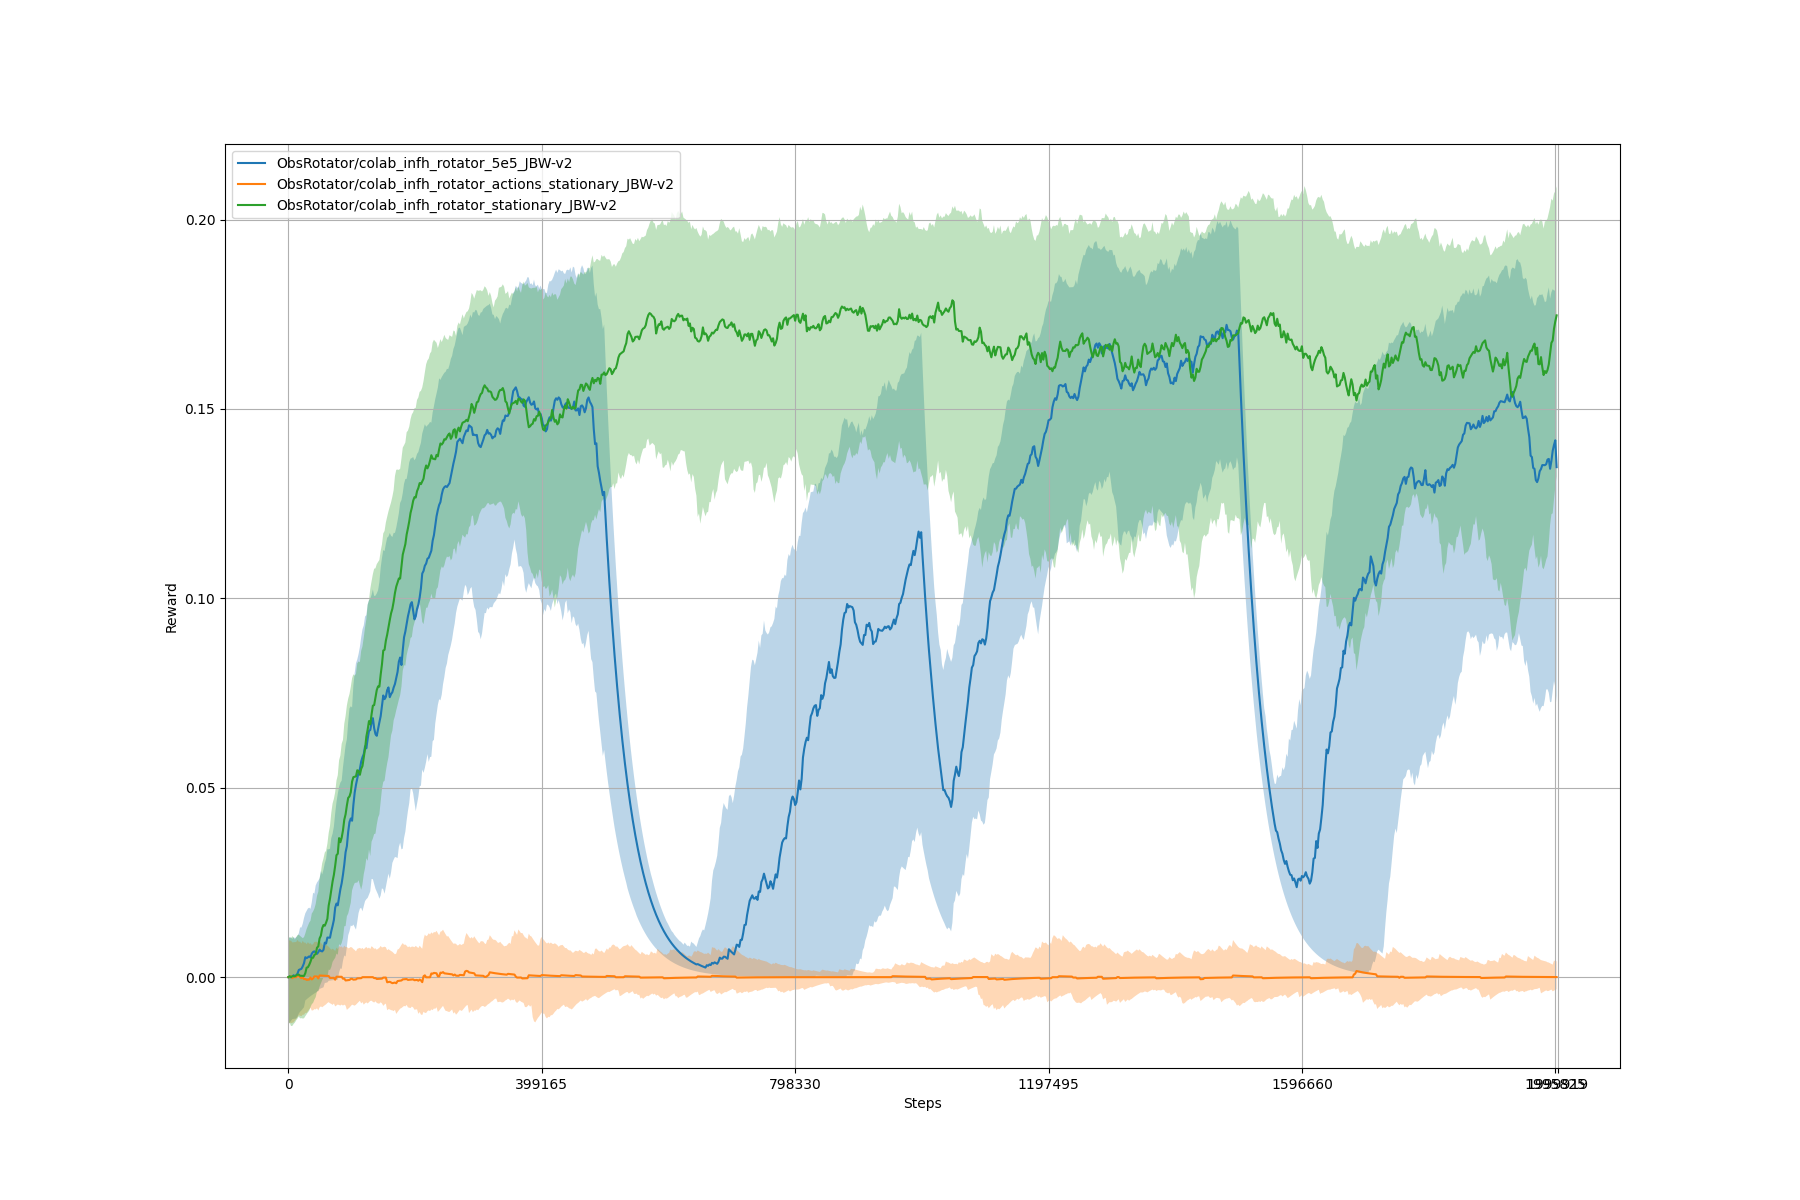 ObsRotator/colab_infh_rotator_5e5_JBW-v2
ObsRotator/colab_infh_rotator_actions_stationary_JBW-v2
ObsRotator/colab_infh_rotator_stationary_JBW-v2
0.20
0.15
0.10
0.05
0.00
Reward
0 399165 798330 1197495 1596660
Steps